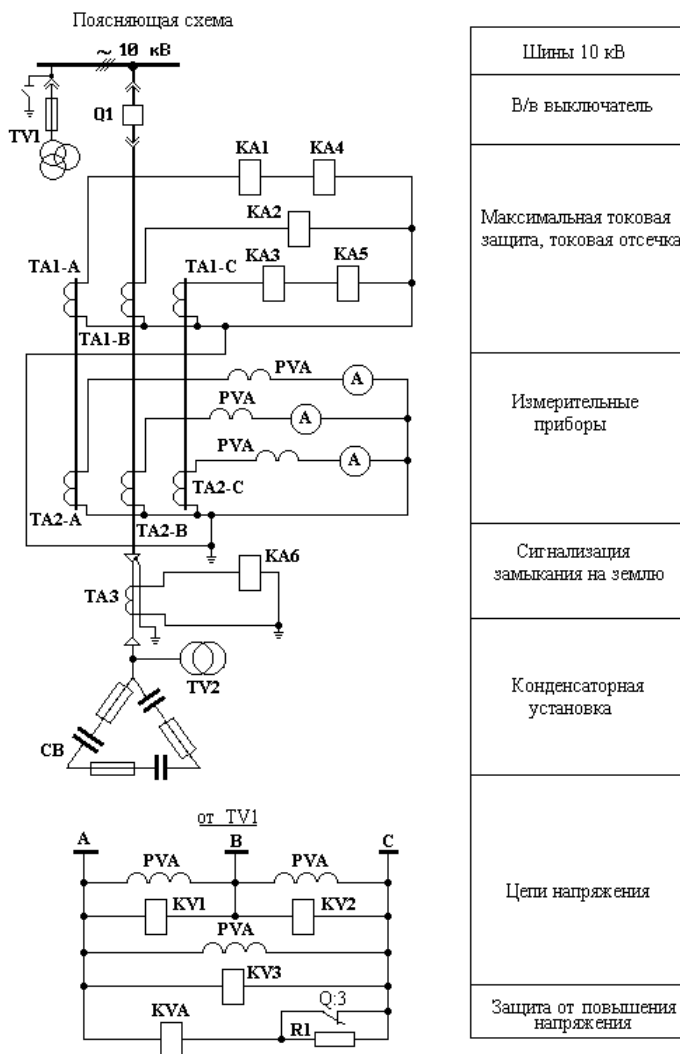 Поясняющая схема
~ 10 кВ
Шины 10 кВ
Q1
В/в выключатель
TV1
KA1
KA4
KA2
Максимальная токовая
защита, токовая отсечка
TA1-A
TA1-C
KA3
KA5
TA1-B
PVA
A
PVA
A
Измерительные
приборы
PVA
A
TA2-C
TA2-A
TA2-B
Сигнализация
замыкания на землю
KA6
TA3
TV2
Конденсаторная
установка
CB
от TV1
A
B
C
PVA
PVA
KV1
KV2
Цепи напряжения
PVA
KV3
Q:3
KVA
R1
Защита от повышения
напряжения